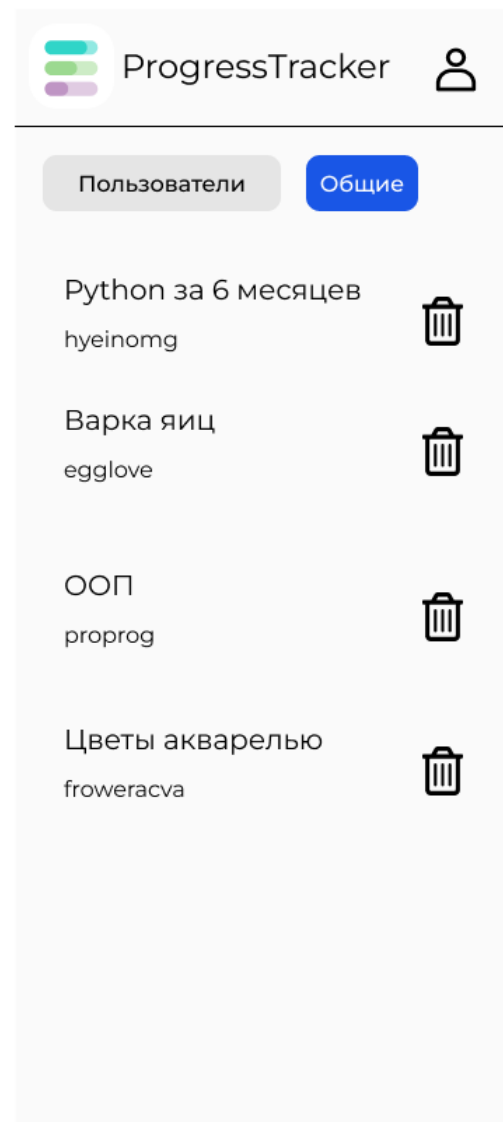 ProgressTracker
Пользователи
Общие
Python за 6 месяцев
hyeinomg
Варка яиц
egglove
ООП
proprog
Цветы акварелью
froweracva